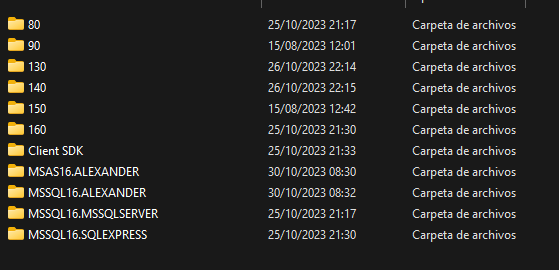 80 25/10/2023 21:17 Carpeta de archivos
90 15/08/2023 12:01 Carpeta de archivos
130 26/10/2023 22:14 Carpeta de archivos
140 26/10/2023 22:15 Carpeta de archivos
150 15/08/2023 12:42 Carpeta de archivos
160 25/10/2023 21:30 Carpeta de archivos
Client SDK 25/10/2023 21:33 Carpeta de archivos
MSAS16.ALEXANDER 30/10/2023 08:30 Carpeta de archivos
MSSQL16.ALEXANDER 30/10/2023 08:32 Carpeta de archivos
MSSQL16.MSSQLSERVER 25/10/2023 21:17 Carpeta de archivos
MSSQL16.SQLEXPRESS 25/10/2023 21:30 Carpeta de archivos